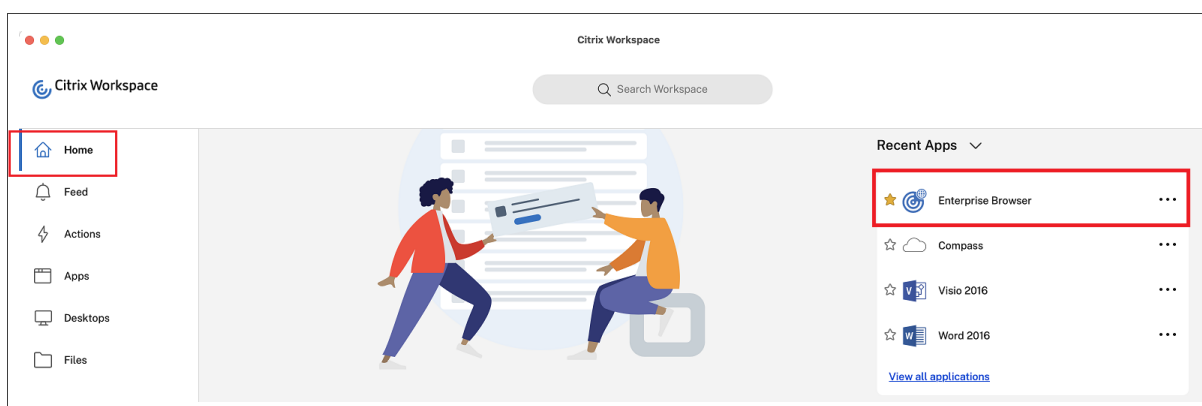 Citrix Workspace
Citrix Workspace
Search Workspace
Home
Feed
Actions
Apps
Desktops
Files
Recent Apps
Enterprise Browser
Compass
Visio 2016
Word 2016
View all applications